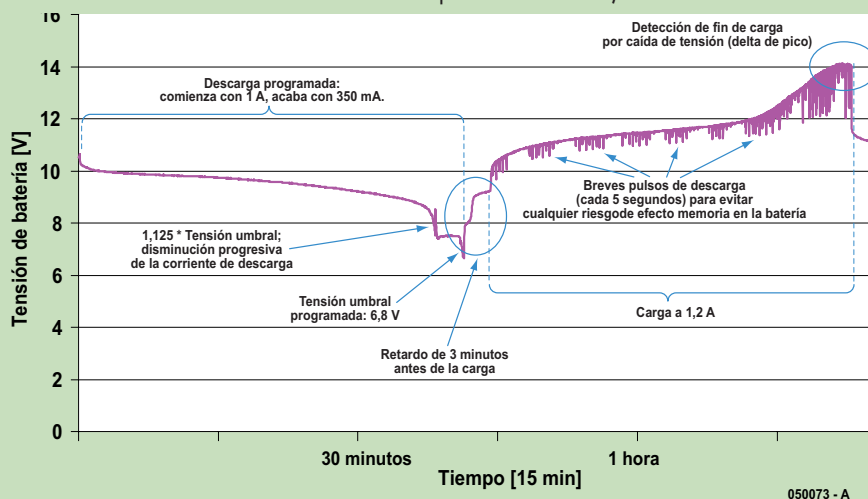 Tensión de batería [V]
16
14
12
10
8
6
4
2
0
Descarga programada:
comienza con 1 A, acaba con 350 mA.
Detección de fin de carga
por caída de tensión (delta de pico)
Breves pulsos de descarga
(cada 5 segundos) para evitar
cualquier riesgode efecto memoria en la batería
1,125 * Tensión umbral;
disminución progresiva
de la corriente de descarga
Tensión umbral
programada: 6,8 V
Retardo de 3 minutos
antes de la carga
Carga a 1,2 A
30 minutos
1 hora
Tiempo [15 min]
050073 - A